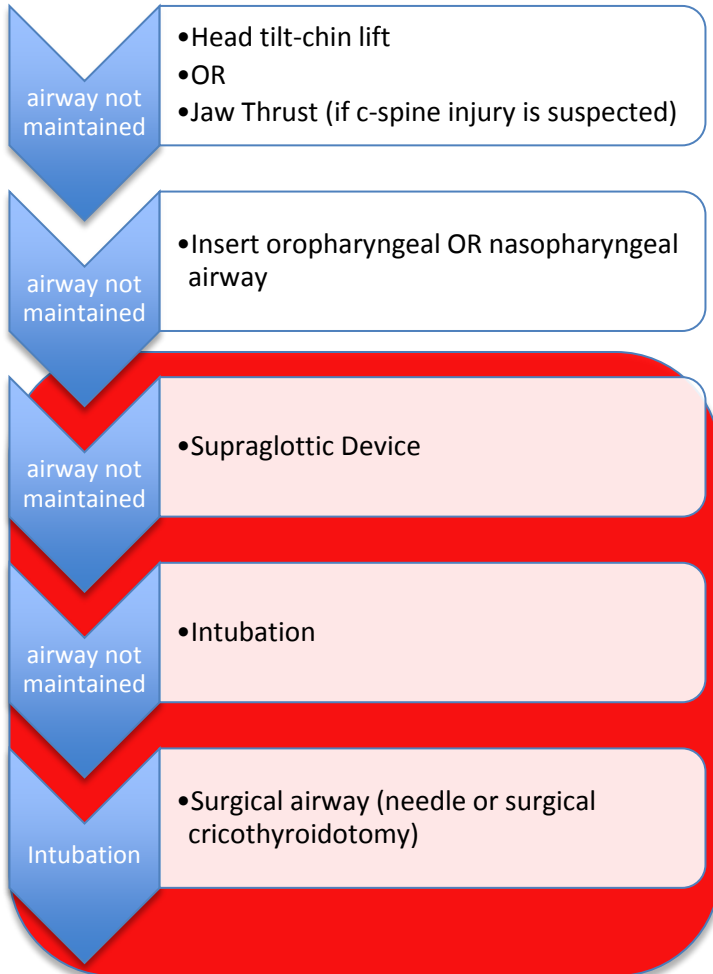 airway not
maintained
•Head tilt-chin lift
•OR
•Jaw Thrust (if c-spine injury is suspected)
airway not
maintained
•Insert oropharyngeal OR nasopharyngeal
airway
airway not
maintained
•Supraglottic Device
airway not
maintained
•Intubation
Intubation
•Surgical airway (needle or surgical
cricothyroidotomy)